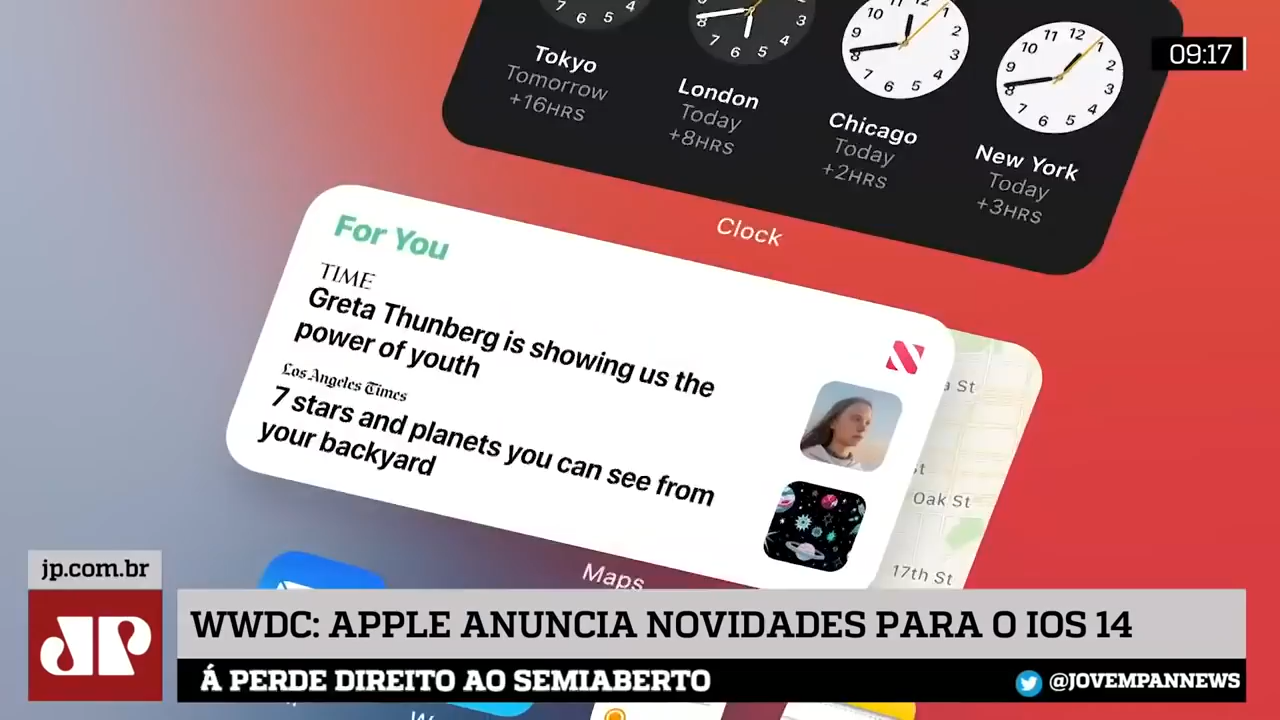 09:17
Tokyo
Tomorrow
+16HRS
London
Today
+8HRS
Chicago
Today
+2HRS
New York
Today
+3HRS
Clock
For You
TIME
Greta Thunberg is showing us the
power of youth
Los Angeles Times
7 stars and planets you can see from
your backyard
Oak St
17th St
Maps
jp.com.br
JP
WWDC: APPLE ANUNCIA NOVIDADES PARA O IOS 14
Á PERDE DIREITO AO SEMIABERTO
@JOVEMPANNEWS